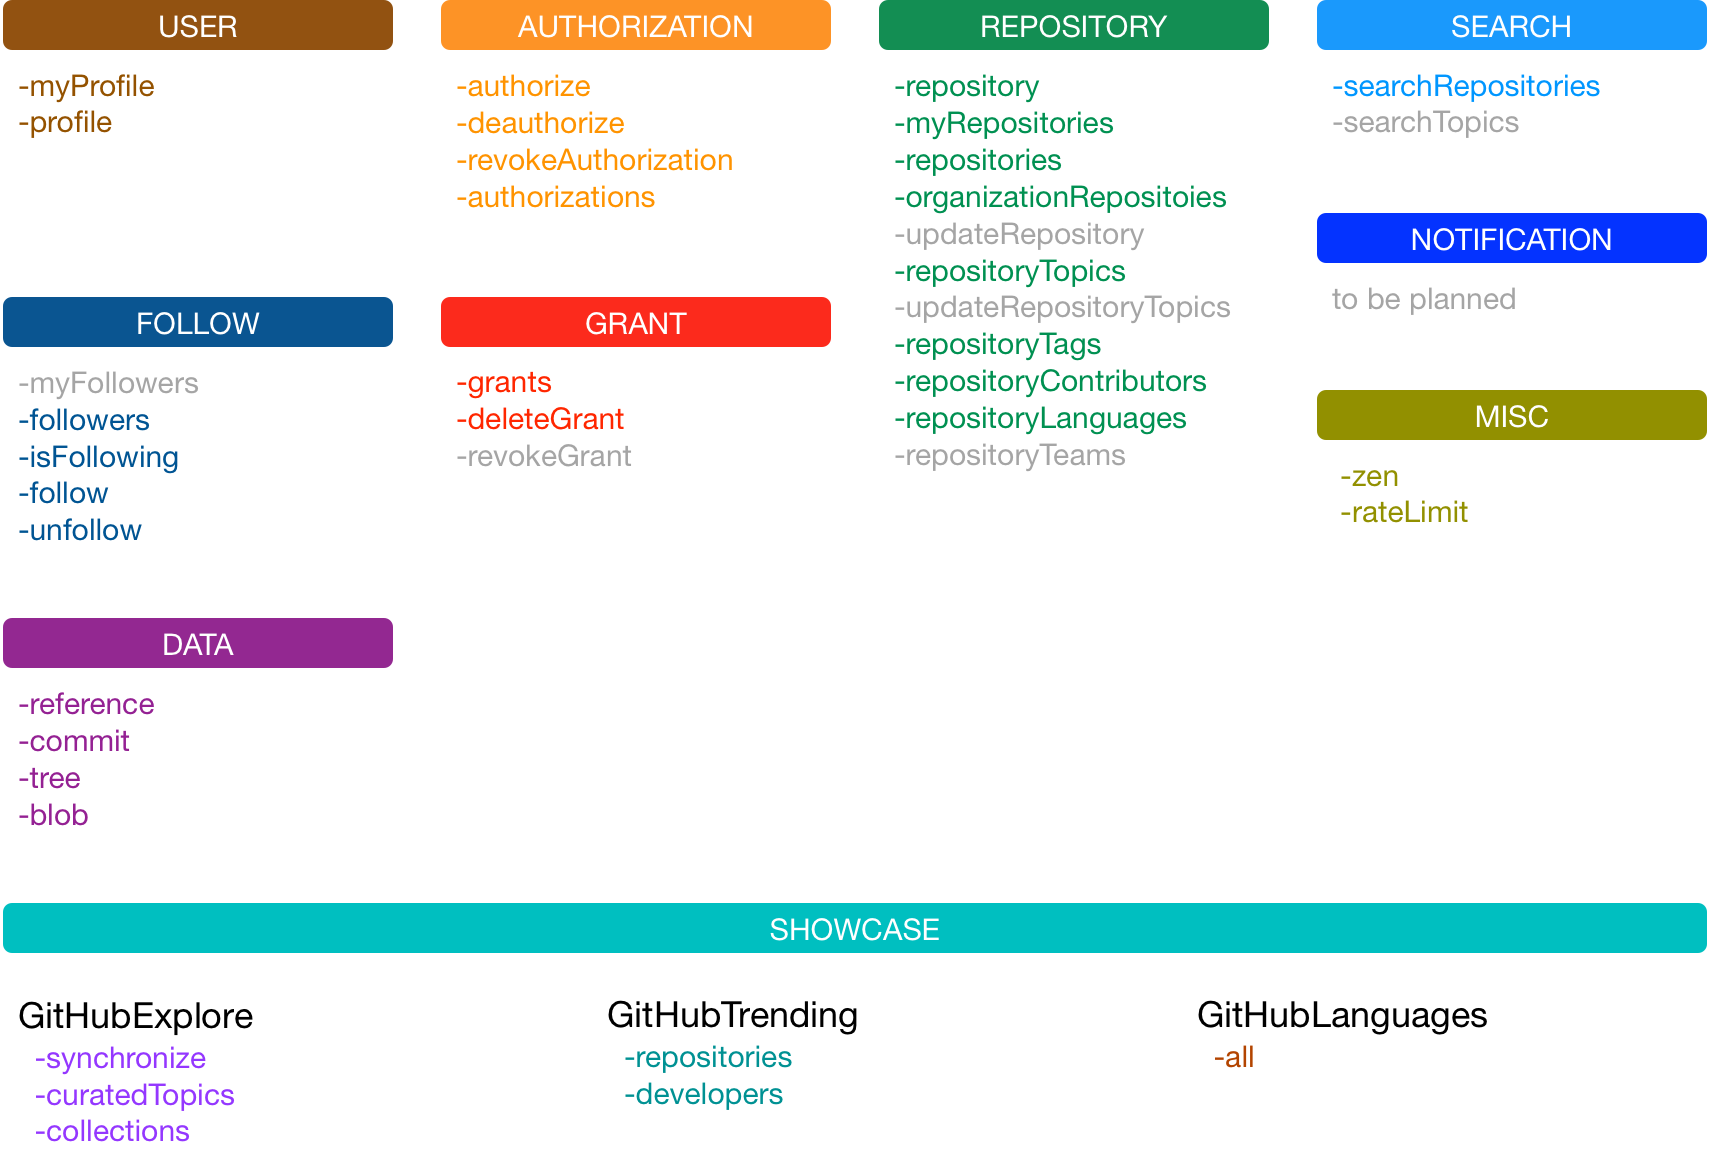 USER
-myProfile
-profile
AUTHORIZATION
-authorize
-deauthorize
-revokeAuthorization
-authorizations
REPOSITORY
-repository
-myRepositories
-repositories
-organizationRepositoies
-updateRepository
-repositoryTopics
-updateRepositoryTopics
-repositoryTags
-repositoryContributors
-repositoryLanguages
-repositoryTeams
SEARCH
-searchRepositories
-searchTopics
NOTIFICATION
to be planned
FOLLOW
-myFollowers
-followers
-isFollowing
-follow
-unfollow
GRANT
-grants
-deleteGrant
-revokeGrant
MISC
-zen
-rateLimit
DATA
-reference
-commit
-tree
-blob
SHOWCASE
GitHubExplore
-synchronize
-curatedTopics
-collections
GitHubTrending
-repositories
-developers
GitHubLanguages
-all